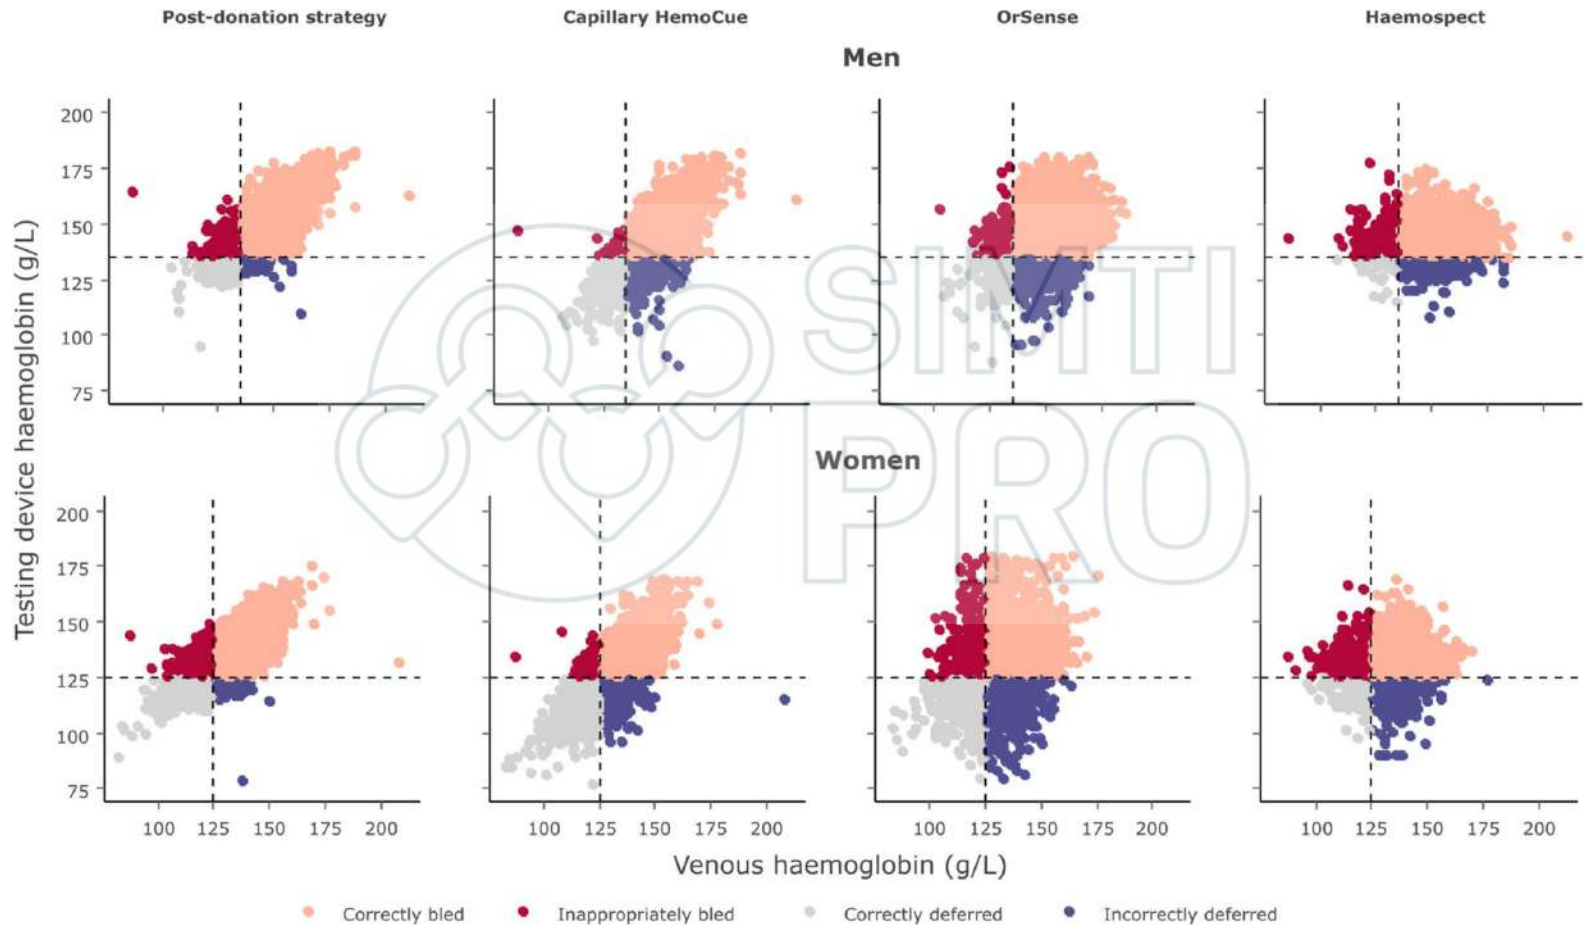 Post-donation strategy Capillary HemoCue OrSense Haemospect
Men
Testing device haemoglobin (g/L)
200
175
150
125
100
75
Women
200
175
150
125
100
75
100 125 150 175 200 100 125 150 175 200 100 125 150 175 200 100 125 150 175 200
Venous haemoglobin (g/L)
Correctly bled Inappropriately bled Correctly deferred Incorrectly deferred
SIMTI
PRO